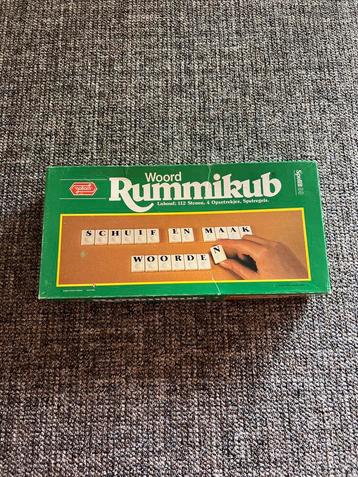 Woord
Rummikub
Inhoud: 112 Stenen, 4 Opzetrekjes, Spelregels.
SCHUIF EN MAAK
WOORDEN